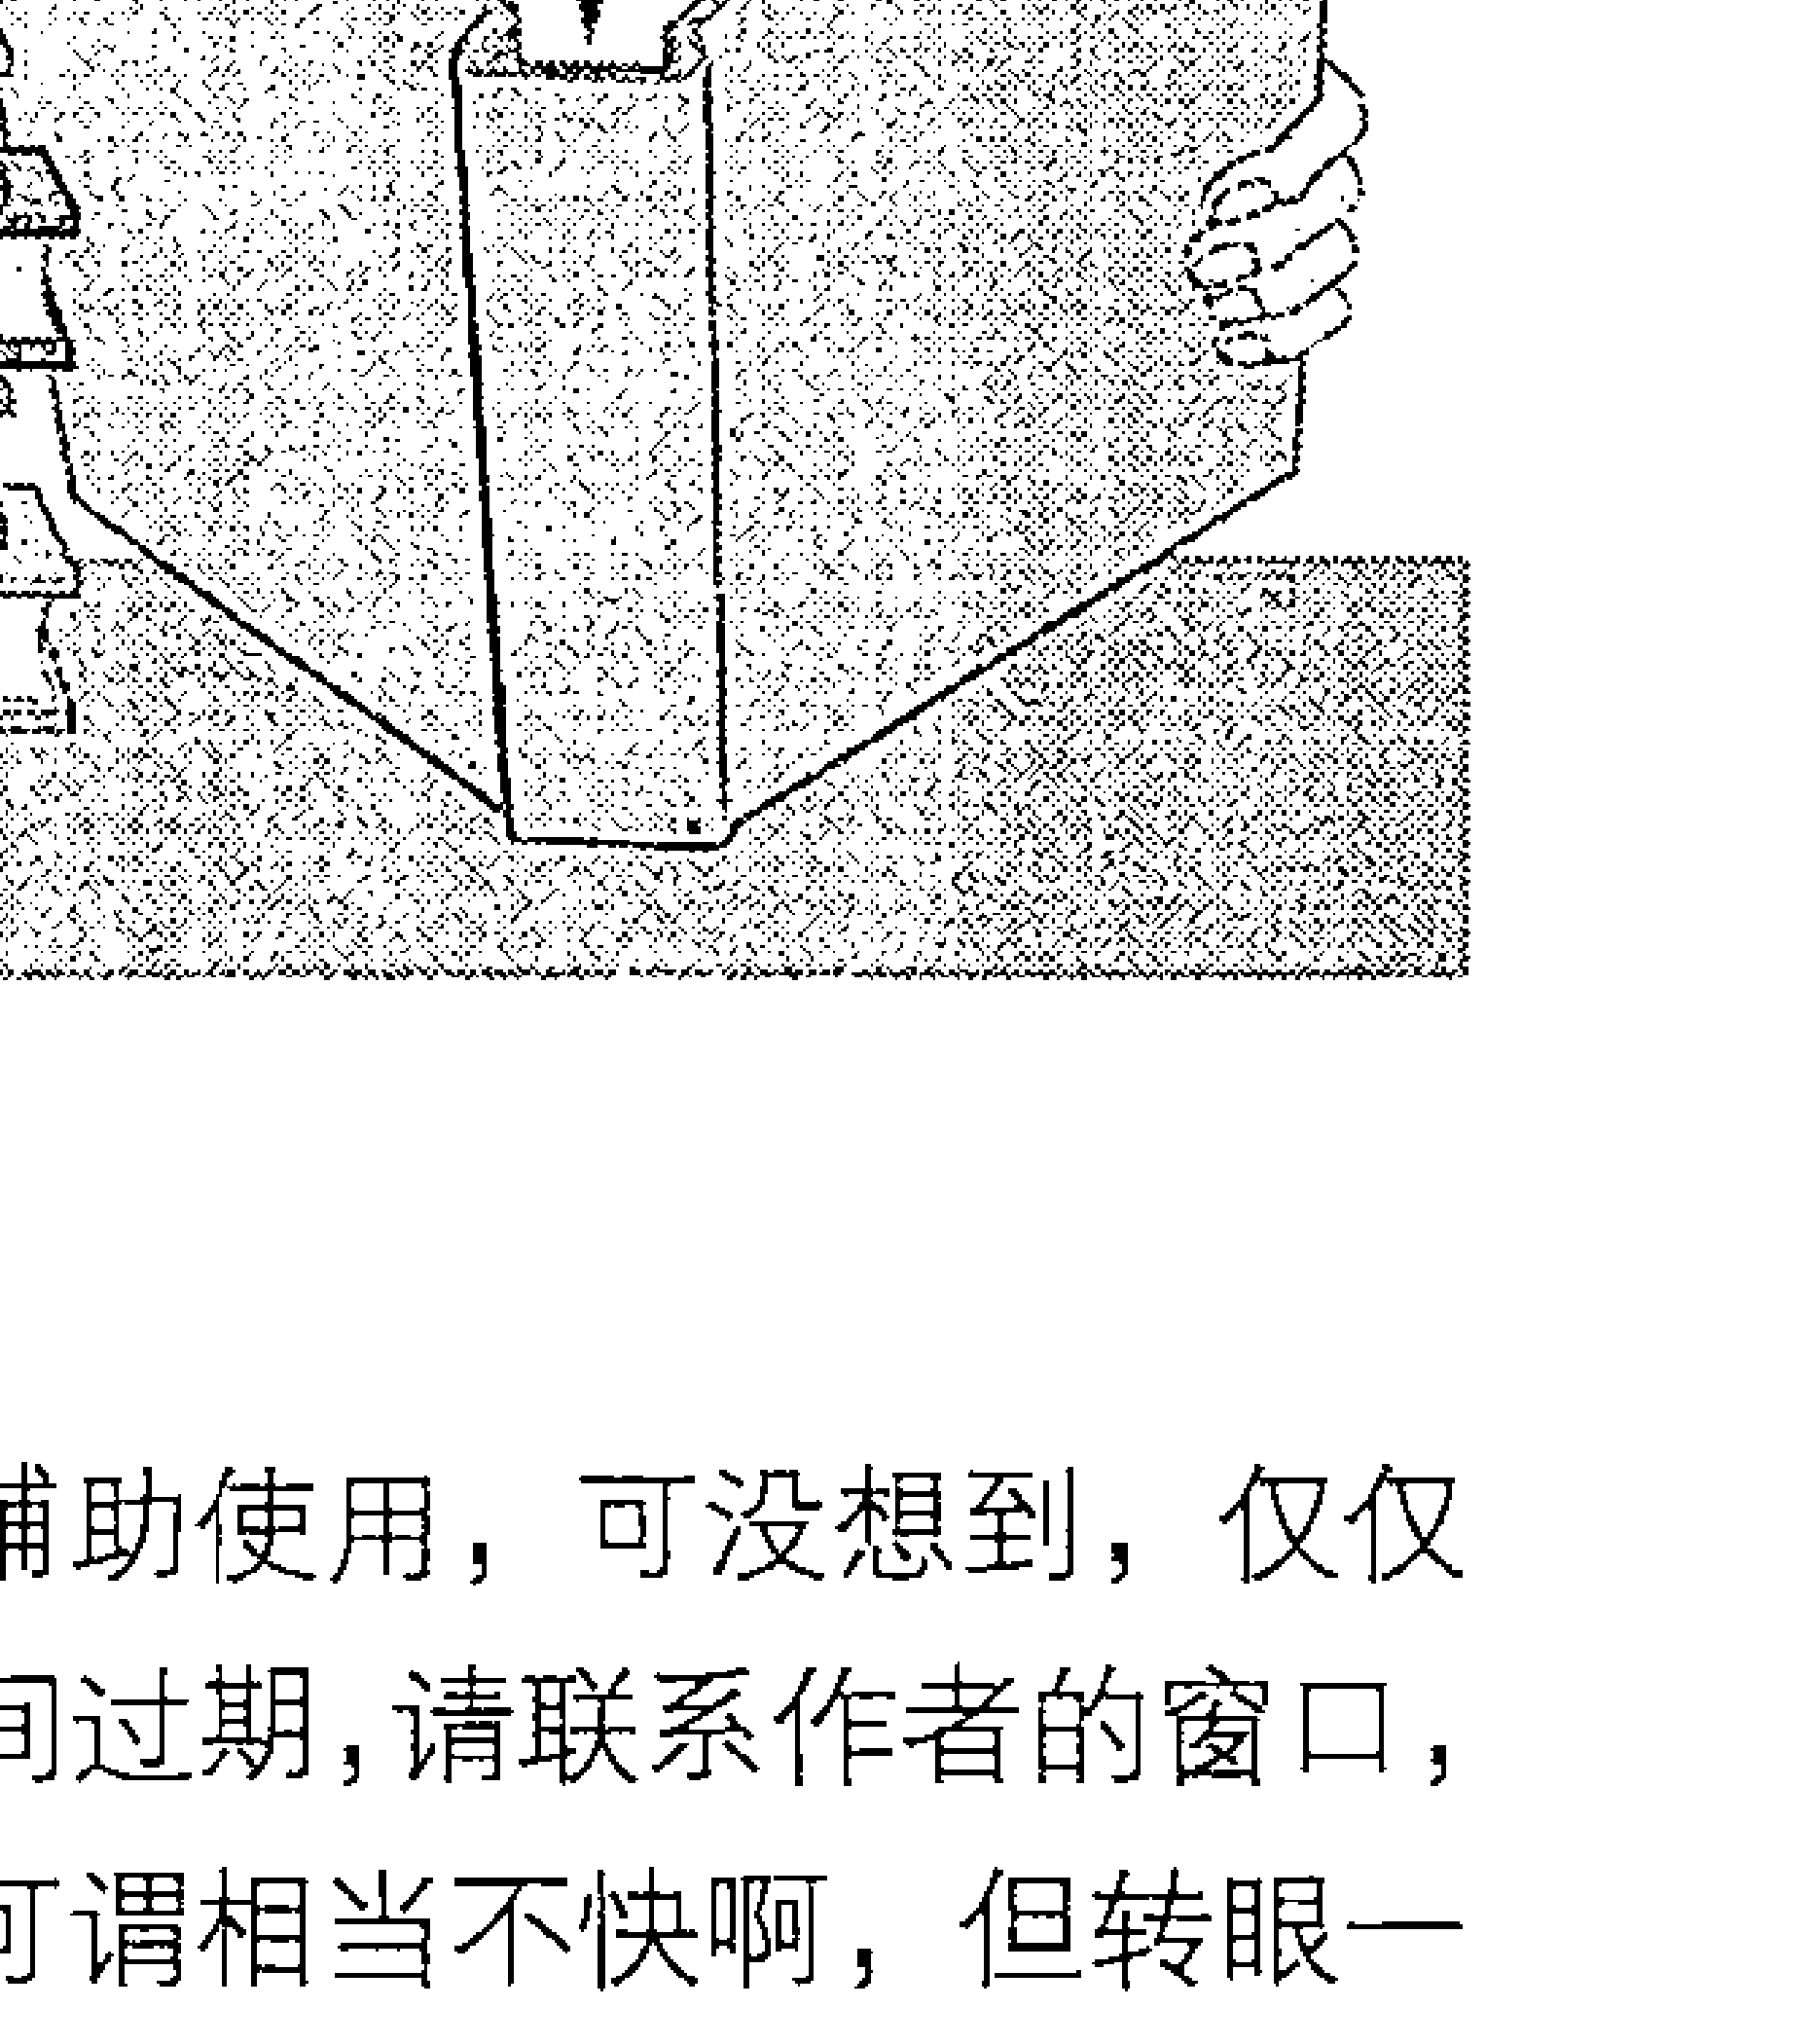 助使用，可没想到，仅仅
间过期，请联系作者的窗口，
可谓相当不快啊，但转眼一